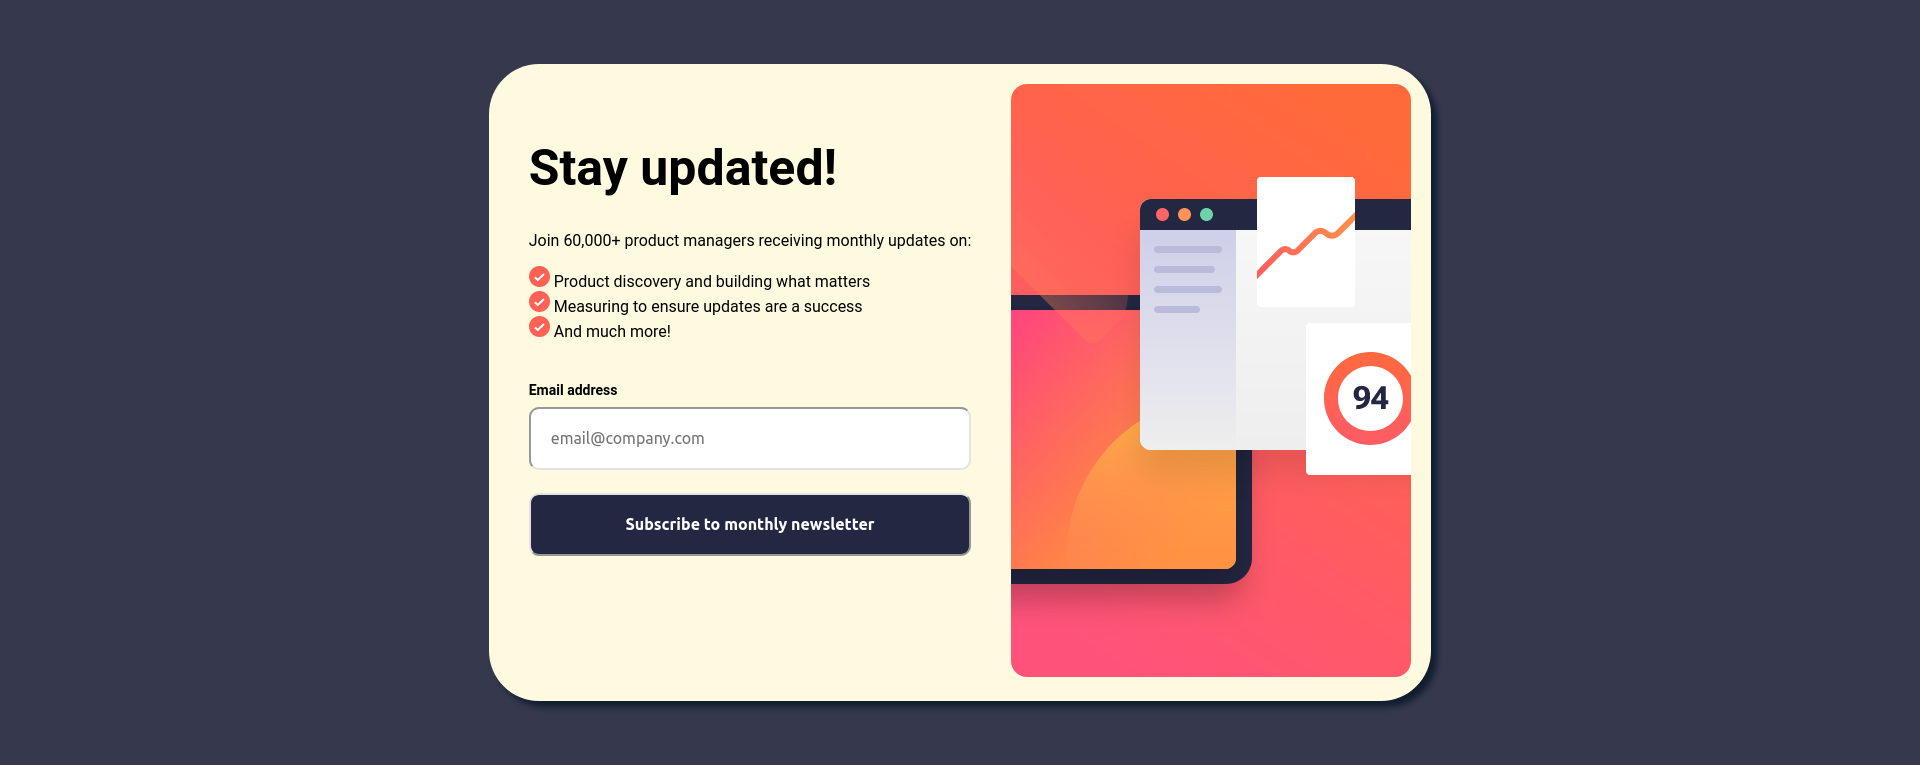 Stay updated!
Join 60,000+ product managers receiving monthly updates on:
Product discovery and building what matters
Measuring to ensure updates are a success
And much more!
Email address
email@company.com
Subscribe to monthly newsletter
94